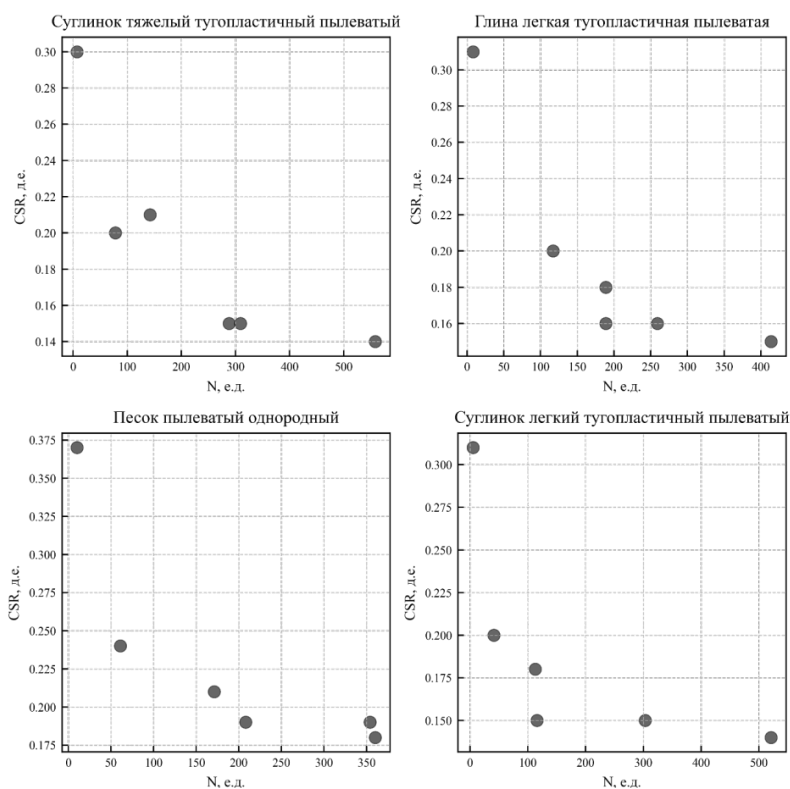 Суглинок тяжелый тугопластичный пылеватый
0.30
0.28
0.26
0.24
0.22
0.20
0.18
0.16
0.14
CSR, д.е.
0 100 200 300 400 500
N, е.д.
Глина легкая тугопластичная пылеватая
0.30
0.28
0.26
0.24
0.22
0.20
0.18
0.16
CSR, д.е.
0 50 100 150 200 250 300 350 400
N, е.д.
Песок пылеватый однородный
0.375
0.350
0.325
0.300
0.275
0.250
0.225
0.200
0.175
CSR, д.е.
0 50 100 150 200 250 300 350
N, е.д.
Суглинок легкий тугопластичный пылеватый
0.300
0.275
0.250
0.225
0.200
0.175
0.150
CSR, д.е.
0 100 200 300 400 500
N, е.д.